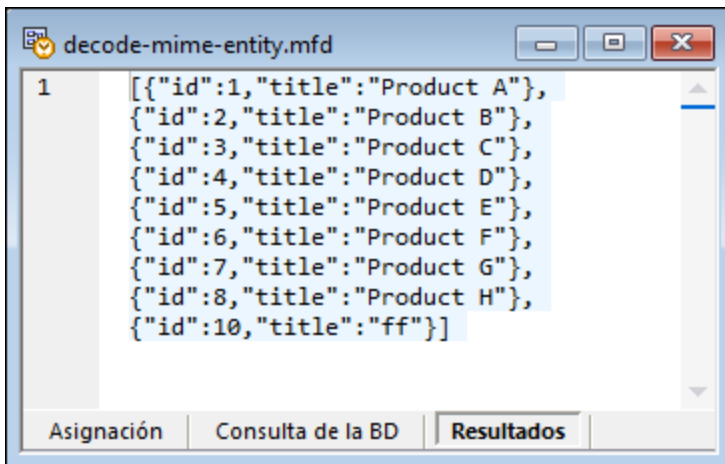 decode-mime-entity.mfd
1 [{"id":1,"title":"Product A"},
{"id":2,"title":"Product B"},
{"id":3,"title":"Product C"},
{"id":4,"title":"Product D"},
{"id":5,"title":"Product E"},
{"id":6,"title":"Product F"},
{"id":7,"title":"Product G"},
{"id":8,"title":"Product H"},
{"id":10,"title":"ff"}]
Asignación Consulta de la BD Resultados